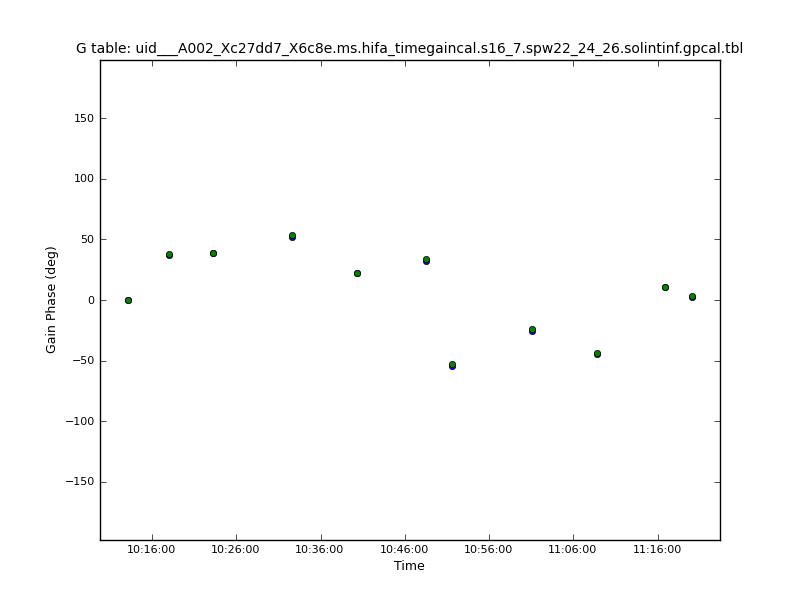 G table: uid___A002_Xc27dd7_X6c8e.ms.hifa_timegaincal.s16_7.spw22_24_26.solintinf.gpcal.tbl
150
100
50
0
−50
−100
−150
Gain Phase (deg)
10:16:00 10:26:00 10:36:00 10:46:00 10:56:00 11:06:00 11:16:00
Time